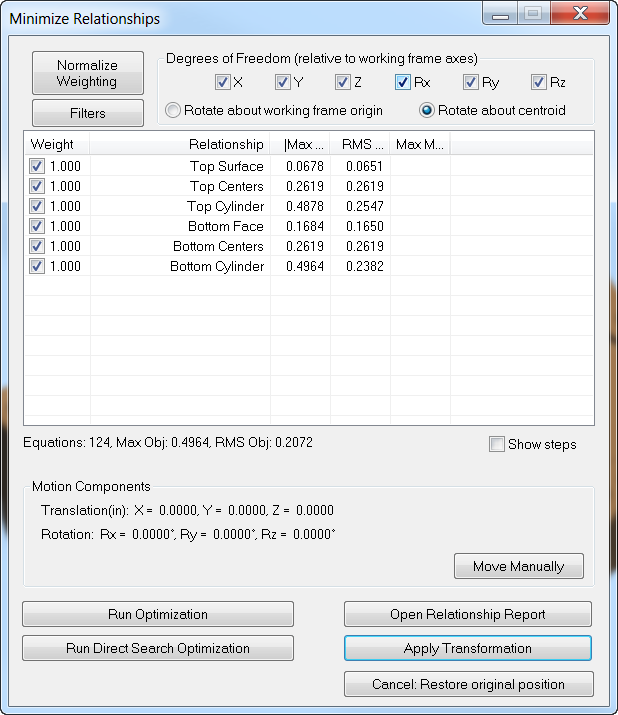 Minimize Relationships
Normalize
Weighting
Filters
Degrees of Freedom (relative to working frame axes)
X Y Z Rx Ry Rz
Rotate about working frame origin Rotate about centroid
Weight Relationship |Max ... RMS ... Max M...
1.000 Top Surface 0.0678 0.0651
1.000 Top Centers 0.2619 0.2619
1.000 Top Cylinder 0.4878 0.2547
1.000 Bottom Face 0.1684 0.1650
1.000 Bottom Centers 0.2619 0.2619
1.000 Bottom Cylinder 0.4964 0.2382
Equations: 124, Max Obj: 0.4964, RMS Obj: 0.2072
Show steps
Motion Components
Translation(in): X = 0.0000, Y = 0.0000, Z = 0.0000
Rotation: Rx = 0.0000°, Ry = 0.0000°, Rz = 0.0000°
Move Manually
Run Optimization
Open Relationship Report
Run Direct Search Optimization
Apply Transformation
Cancel: Restore original position